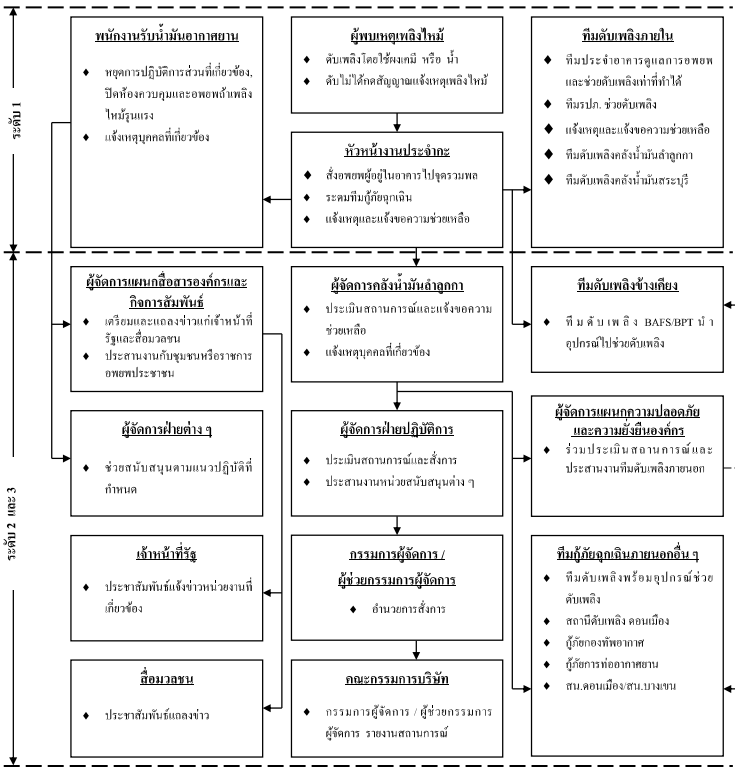 ระดับ 1
พนักงานรับน้ำมันอากาศยาน
♦ หยุดการปฏิบัติการส่วนที่เกี่ยวข้อง,
ปิดห้องควบคุมและอพยพถ้าเพลิง
ไหม้รุนแรง
♦ แจ้งเหตุบุคคลที่เกี่ยวข้อง
ผู้พบเหตุเพลิงไหม้
♦ ดับเพลิงโดยใช้ผงเคมี หรือ น้ำ
♦ ดับไม่ได้กดสัญญาณแจ้งเหตุเพลิงไหม้
หัวหน้างานประจำกะ
♦ สั่งอพยพผู้อยู่ในอาคารไปจุดรวมพล
♦ ระดมทีมกู้ภัยฉุกเฉิน
♦ แจ้งเหตุและแจ้งขอความช่วยเหลือ
ทีมดับเพลิงภายใน
♦ ทีมประจำอาคารดูแลการอพยพ
และช่วยดับเพลิงเท่าที่ทำได้
♦ ทีมรปภ. ช่วยดับเพลิง
♦ แจ้งเหตุและแจ้งขอความช่วยเหลือ
♦ ทีมดับเพลิงคลังน้ำมันลำลูกกา
♦ ทีมดับเพลิงคลังน้ำมันสระบุรี
ระดับ 2 และ 3
ผู้จัดการแผนกสื่อสารองค์กรและ
กิจการสัมพันธ์
♦ เตรียมและแถลงข่าวแก่เจ้าหน้าที่
รัฐและสื่อมวลชน
♦ ประสานงานกับชุมชนหรือราชการ
อพยพประชาชน
ผู้จัดการคลังน้ำมันลำลูกกา
♦ ประเมินสถานการณ์และแจ้งขอความ
ช่วยเหลือ
♦ แจ้งเหตุบุคคลที่เกี่ยวข้อง
ทีมดับเพลิงข้างเคียง
♦ ทีมดับเพลิง BAFS/BPT นำ
อุปกรณ์ไปช่วยดับเพลิง
ผู้จัดการฝ่ายต่าง ๆ
♦ ช่วยสนับสนุนตามแนวปฏิบัติที่
กำหนด
ผู้จัดการฝ่ายปฏิบัติการ
♦ ประเมินสถานการณ์และสั่งการ
♦ ประสานงานหน่วยสนับสนุนต่าง ๆ
ผู้จัดการแผนกความปลอดภัย
และความยั่งยืนองค์กร
♦ ร่วมประเมินสถานการณ์และ
ประสานงานทีมดับเพลิงภายนอก
เจ้าหน้าที่รัฐ
♦ ประชาสัมพันธ์แจ้งข่าวหน่วยงานที่
เกี่ยวข้อง
กรรมการผู้จัดการ /
ผู้ช่วยกรรมการผู้จัดการ
♦ อำนวยการสั่งการ
ทีมกู้ภัยฉุกเฉินภายนอกอื่น ๆ
♦ ทีมดับเพลิงพร้อมอุปกรณ์ช่วย
ดับเพลิง
♦ สถานีดับเพลิง ดอนเมือง
♦ กู้ภัยกองทัพอากาศ
♦ กู้ภัยการท่าอากาศยาน
♦ สน.ดอนเมือง/สน.บางเขน
สื่อมวลชน
♦ ประชาสัมพันธ์แถลงข่าว
คณะกรรมการบริษัท
♦ กรรมการผู้จัดการ / ผู้ช่วยกรรมการ
ผู้จัดการ รายงานสถานการณ์